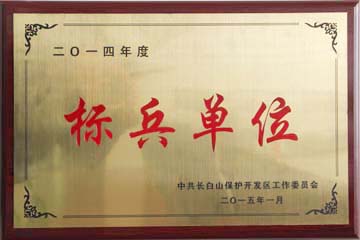 二〇一四年度
标兵单位
中共长白山保护开发区工作委员会
二〇一五年一月